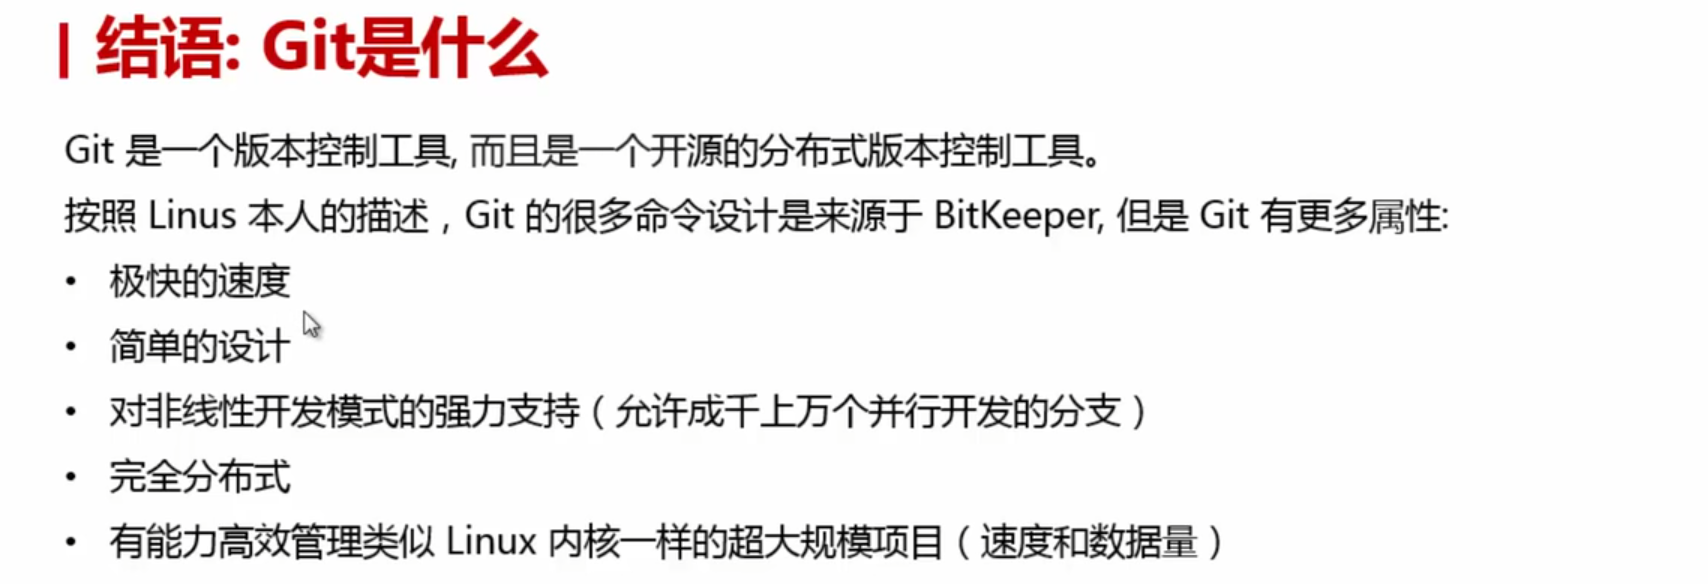 结语: Git是什么
Git 是一个版本控制工具, 而且是一个开源的分布式版本控制工具。
按照 Linus 本人的描述，Git 的很多命令设计是来源于 BitKeeper, 但是 Git 有更多属性:
• 极快的速度
• 简单的设计
• 对非线性开发模式的强力支持（允许成千上万个并行开发的分支）
• 完全分布式
• 有能力高效管理类似 Linux 内核一样的超大规模项目（速度和数据量）